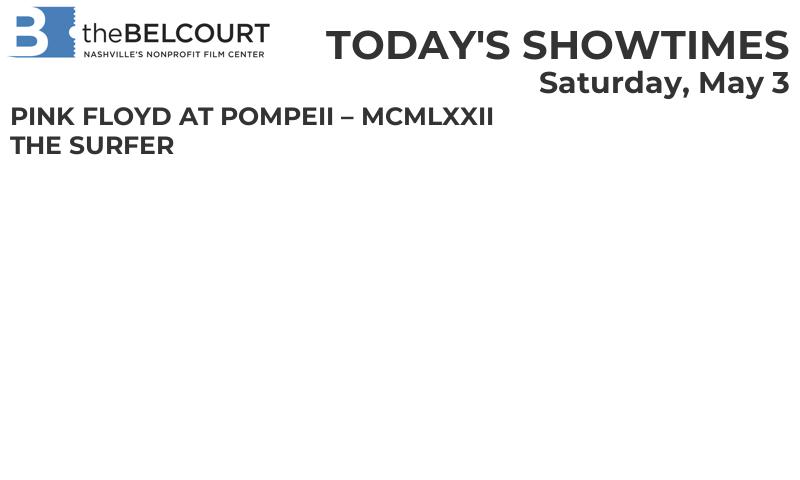 B theBELCOURT
NASHVILLE'S NONPROFIT FILM CENTER
TODAY'S SHOWTIMES
Saturday, May 3
PINK FLOYD AT POMPEII – MCMLXXII
THE SURFER